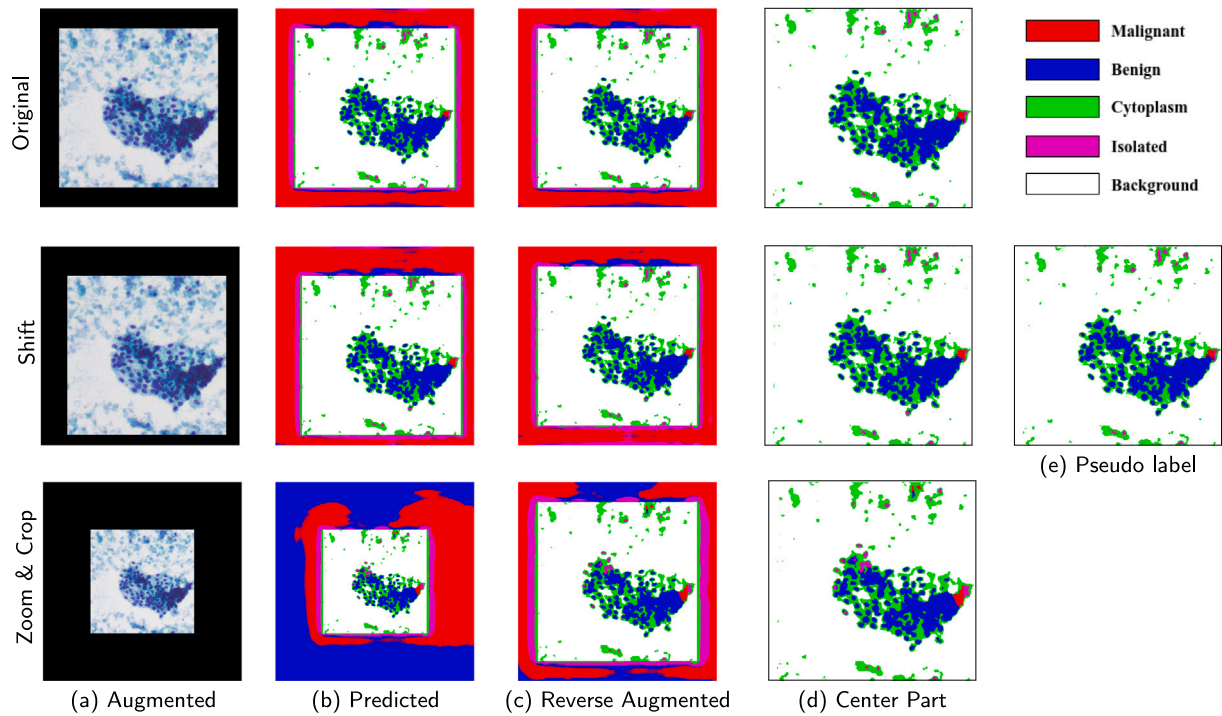 Original
Malignant
Benign
Cytoplasm
Isolated
Background
Shift
(e) Pseudo label
Zoom & Crop
(a) Augmented
(b) Predicted
(c) Reverse Augmented
(d) Center Part